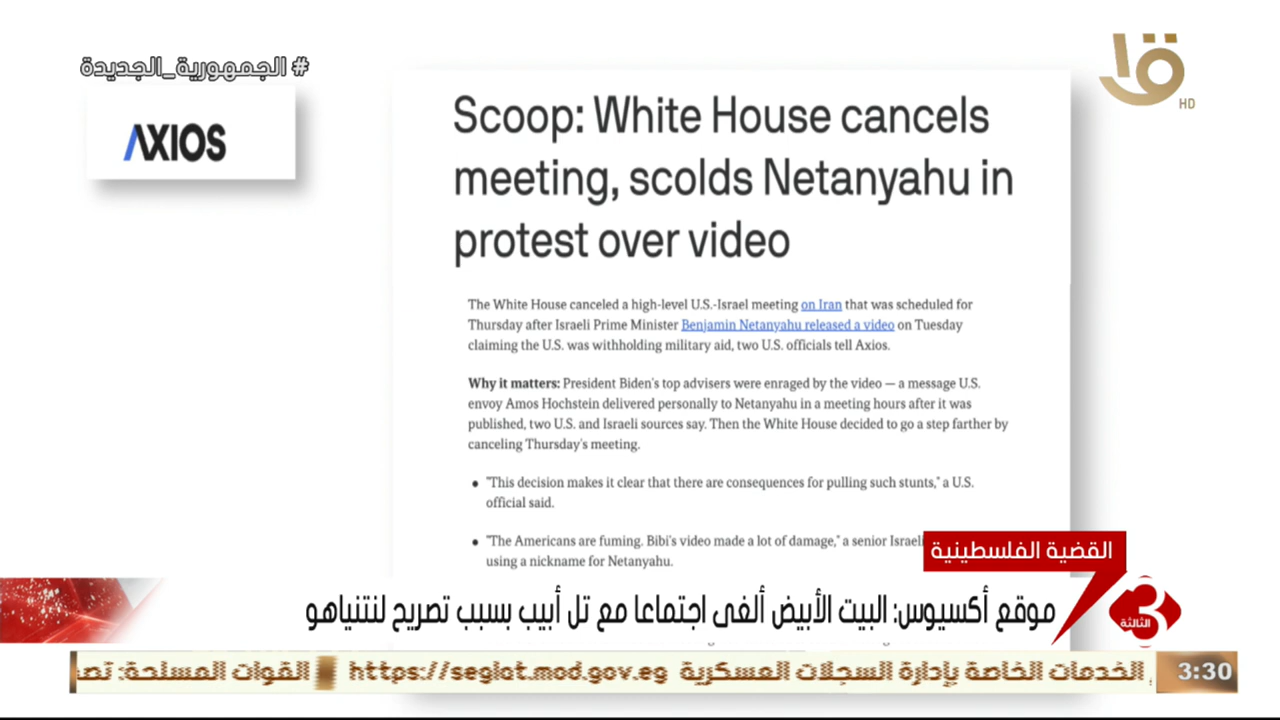 # الجمهورية_الجديدة
AXIOS
HD
Scoop: White House cancels
meeting, scolds Netanyahu in
protest over video
The White House canceled a high-level U.S.-Israel meeting on Iran that was scheduled for
Thursday after Israeli Prime Minister Benjamin Netanyahu released a video on Tuesday
claiming the U.S. was withholding military aid, two U.S. officials tell Axios.
Why it matters: President Biden's top advisers were enraged by the video — a message U.S.
envoy Amos Hochstein delivered personally to Netanyahu in a meeting hours after it was
published, two U.S. and Israeli sources say. Then the White House decided to go a step farther by
canceling Thursday's meeting.
• "This decision makes it clear that there are consequences for pulling such stunts," a U.S.
official said.
• "The Americans are fuming. Bibi's video made a lot of damage," a senior Israeli
using a nickname for Netanyahu.
القضية الفلسطينية
موقع أكسيوس: البيت الأبيض ألغى اجتماعا مع تل أبيب بسبب تصريح لنتنياهو
3 الثالثة
الخدمات الخاصة بإدارة السجلات العسكرية https://seglat.mod.gov.eg القوات المسلحة:
3:30